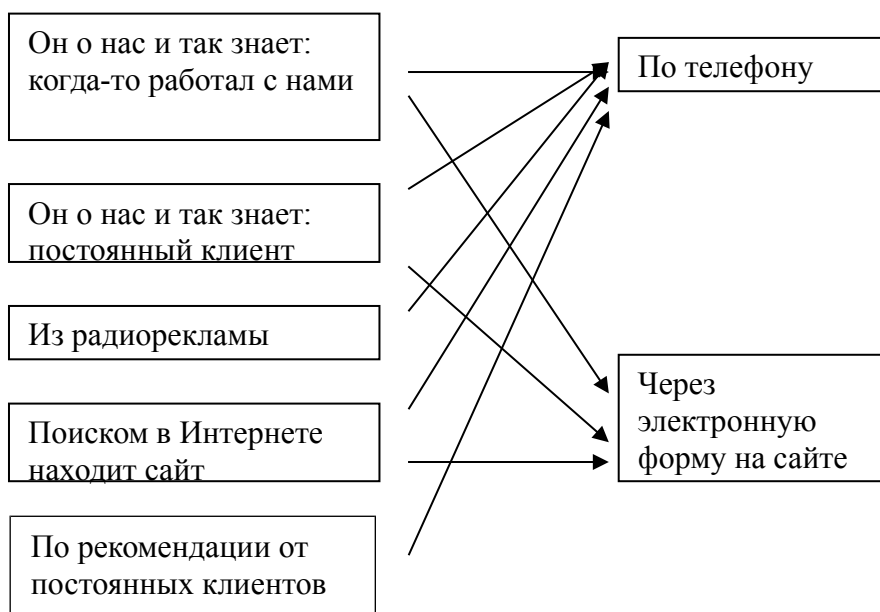 Он о нас и так знает:
когда-то работал с нами
Он о нас и так знает:
постоянный клиент
Из радиорекламы
Поиском в Интернете
находит сайт
По рекомендации от
постоянных клиентов
По телефону
Через
электронную
форму на сайте